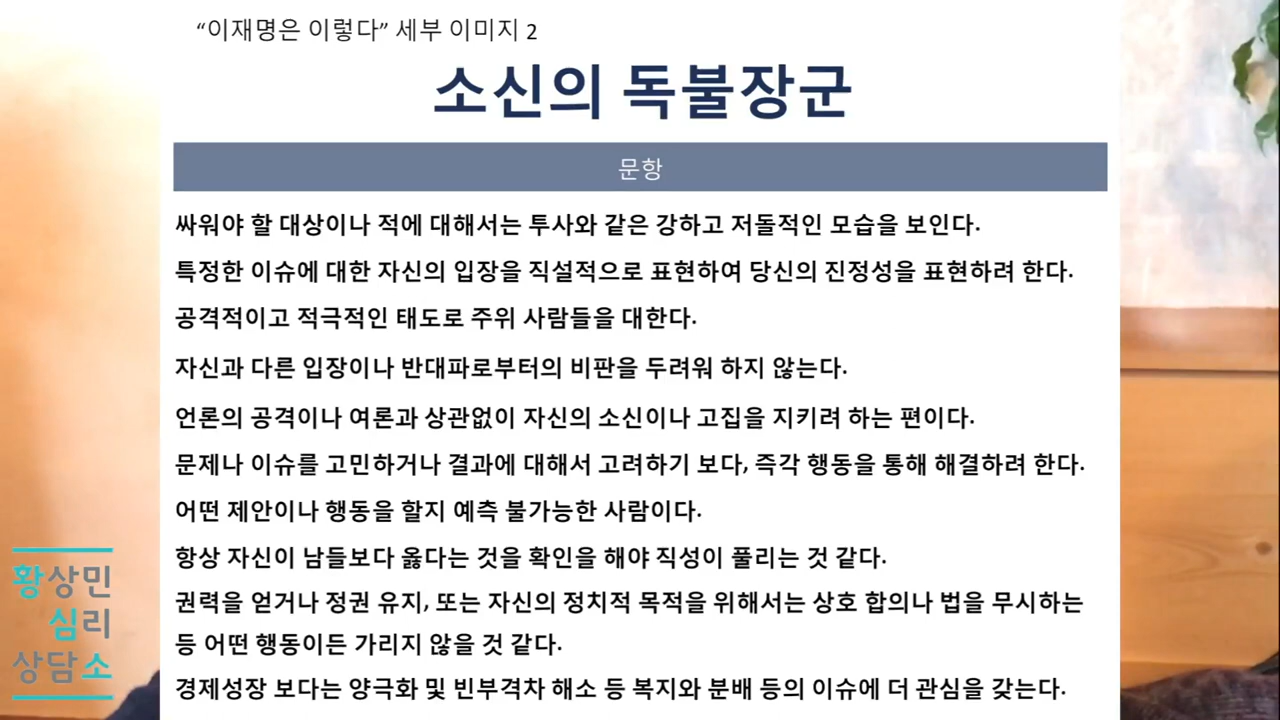 “이재명은 이렇다” 세부 이미지 2
소신의 독불장군
문항
싸워야 할 대상이나 적에 대해서는 투사와 같은 강하고 저돌적인 모습을 보인다.
특정한 이슈에 대한 자신의 입장을 직설적으로 표현하여 당신의 진정성을 표현하려 한다.
공격적이고 적극적인 태도로 주위 사람들을 대한다.
자신과 다른 입장이나 반대파로부터의 비판을 두려워 하지 않는다.
언론의 공격이나 여론과 상관없이 자신의 소신이나 고집을 지키려 하는 편이다.
문제나 이슈를 고민하거나 결과에 대해서 고려하기 보다, 즉각 행동을 통해 해결하려 한다.
어떤 제안이나 행동을 할지 예측 불가능한 사람이다.
항상 자신이 남들보다 옳다는 것을 확인을 해야 직성이 풀리는 것 같다.
권력을 얻거나 정권 유지, 또는 자신의 정치적 목적을 위해서는 상호 합의나 법을 무시하는
등 어떤 행동이든 가리지 않을 것 같다.
경제성장 보다는 양극화 및 빈부격차 해소 등 복지와 분배 등의 이슈에 더 관심을 갖는다.
황상민
심리
상담소